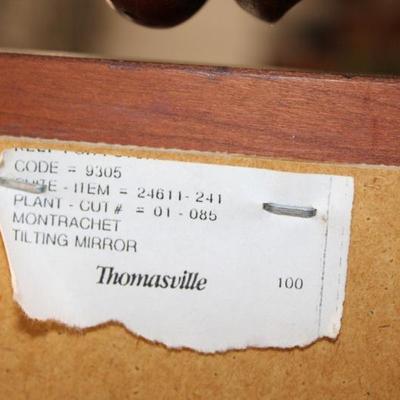 CODE = 9305
- ITEM = 24611-241
PLANT - CUT # = 01 - 085
MONTRACHET
TILTING MIRROR
Thomasville 100